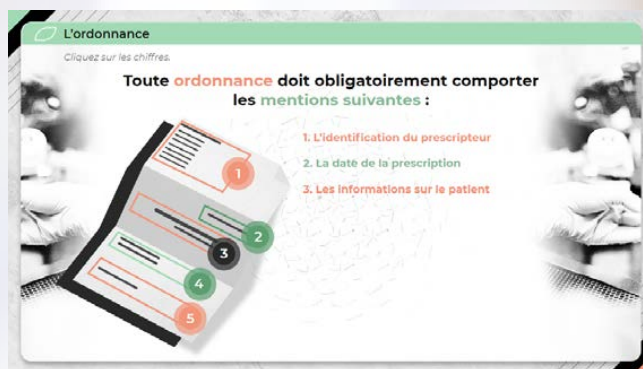 L'ordonnance
Cliquez sur les chiffres.
Toute ordonnance doit obligatoirement comporter
les mentions suivantes :
1. L'identification du prescripteur
2. La date de la prescription
3. Les informations sur le patient
1
2
3
4
5